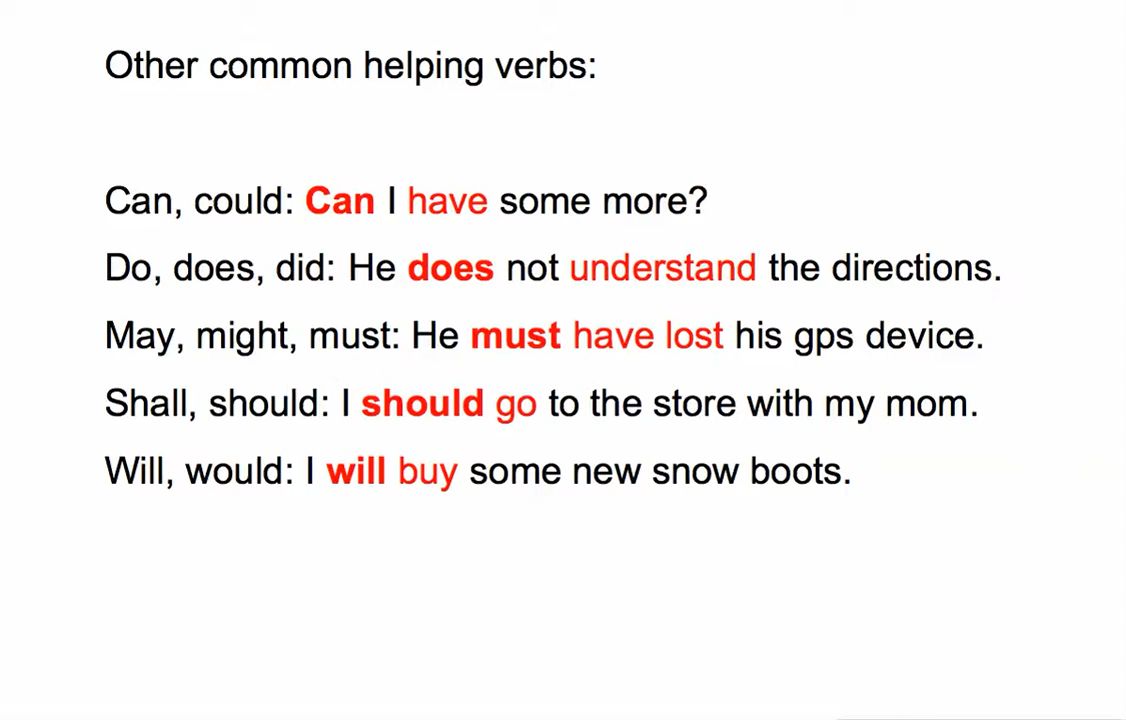 Other common helping verbs:
Can, could: Can I have some more?
Do, does, did: He does not understand the directions.
May, might, must: He must have lost his gps device.
Shall, should: I should go to the store with my mom.
Will, would: I will buy some new snow boots.